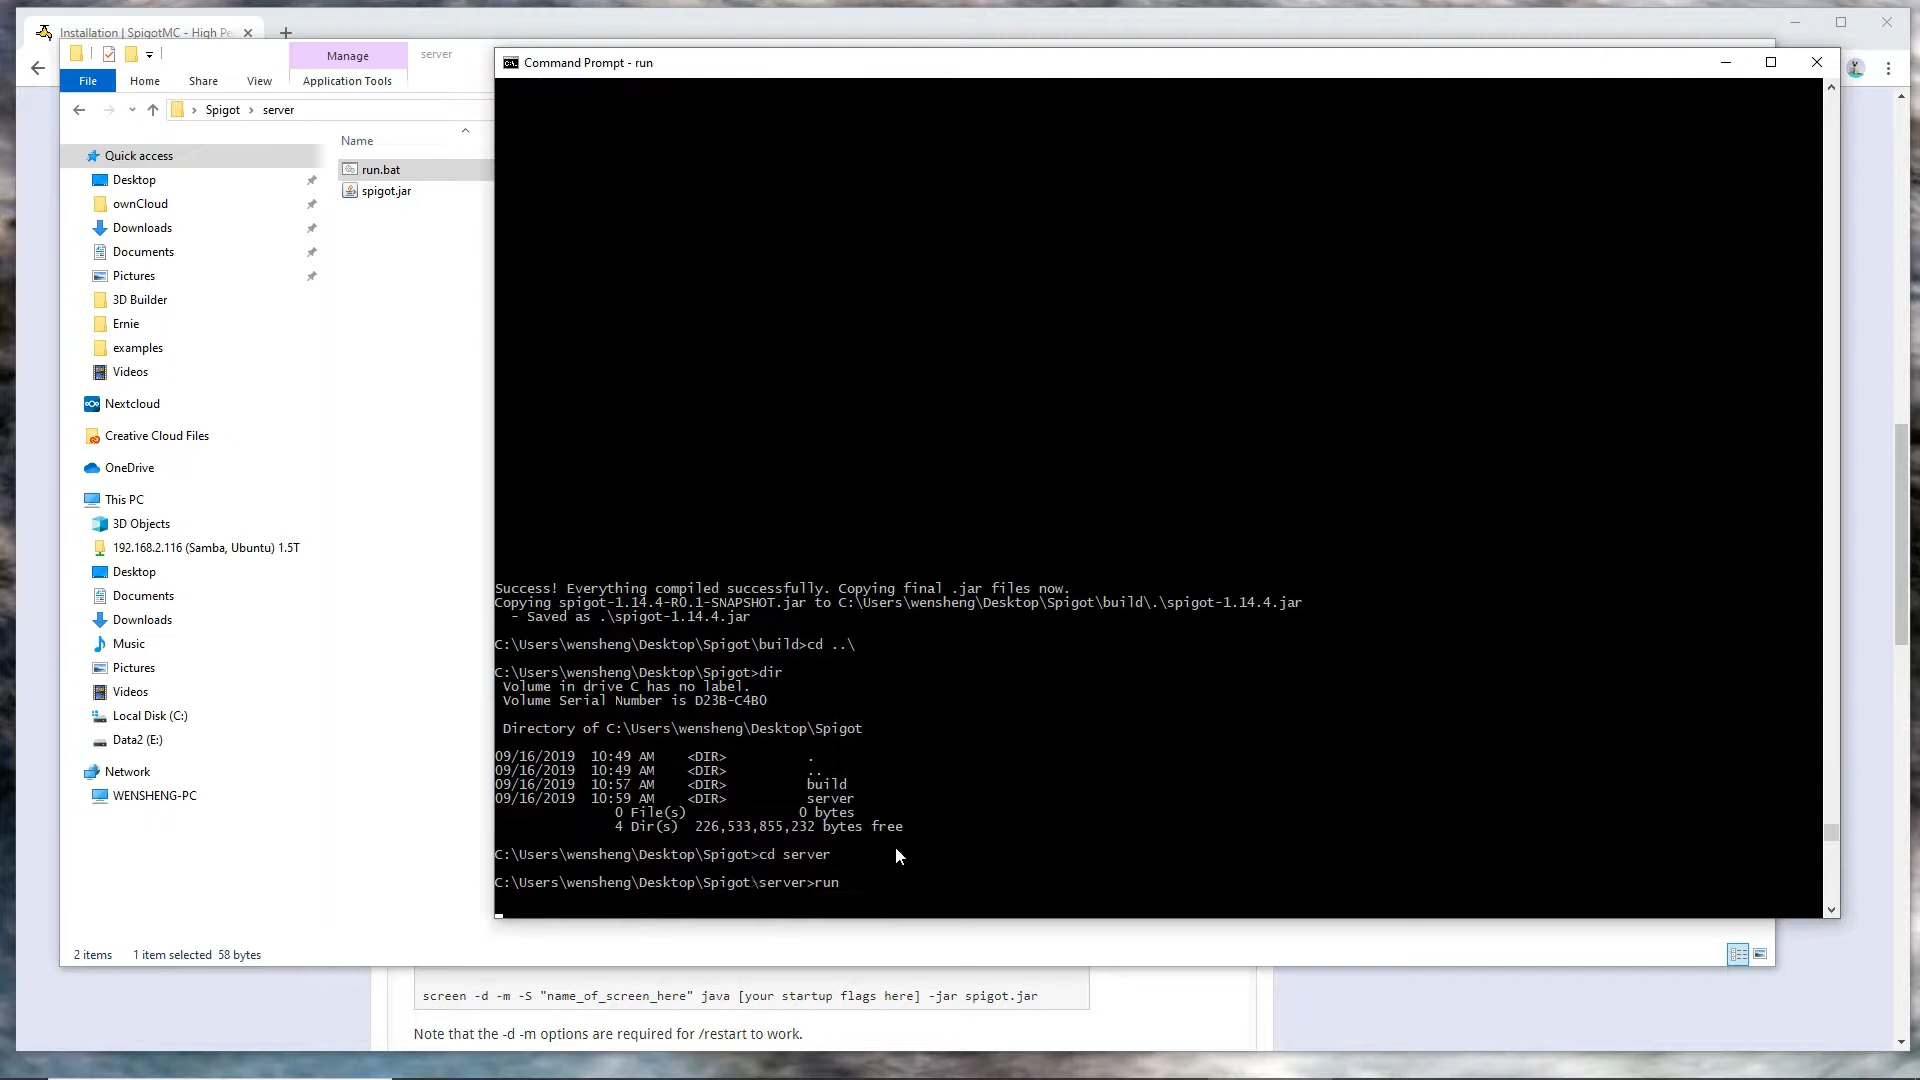 Installation | SpigotMC - High Pe
Manage
server
File
Home
Share
View
Application Tools
Spigot
server
Name
Quick access
Desktop
ownCloud
Downloads
Documents
Pictures
3D Builder
Ernie
examples
Videos
Nextcloud
Creative Cloud Files
OneDrive
This PC
3D Objects
192.168.2.116 (Samba, Ubuntu) 1.5T
Desktop
Documents
Downloads
Music
Pictures
Videos
Local Disk (C:)
Data2 (E:)
Network
WENSHENG-PC
run.bat
spigot.jar
2 items
1 item selected 58 bytes
Command Prompt - run
Success! Everything compiled successfully. Copying final .jar files now.
Copying spigot-1.14.4-R0.1-SNAPSHOT.jar to C:\Users\wensheng\Desktop\Spigot\build\.\spigot-1.14.4.jar
- Saved as .\spigot-1.14.4.jar
C:\Users\wensheng\Desktop\Spigot\build>cd ..\
C:\Users\wensheng\Desktop\Spigot>dir
Volume in drive C has no label.
Volume Serial Number is D23B-C4B0
Directory of C:\Users\wensheng\Desktop\Spigot
09/16/2019 10:49 AM <DIR> .
09/16/2019 10:49 AM <DIR> ..
09/16/2019 10:57 AM <DIR> build
09/16/2019 10:59 AM <DIR> server
0 File(s) 0 bytes
4 Dir(s) 226,533,855,232 bytes free
C:\Users\wensheng\Desktop\Spigot>cd server
C:\Users\wensheng\Desktop\Spigot\server>run
screen -d -m -S "name_of_screen_here" java [your startup flags here] -jar spigot.jar
Note that the -d -m options are required for /restart to work.